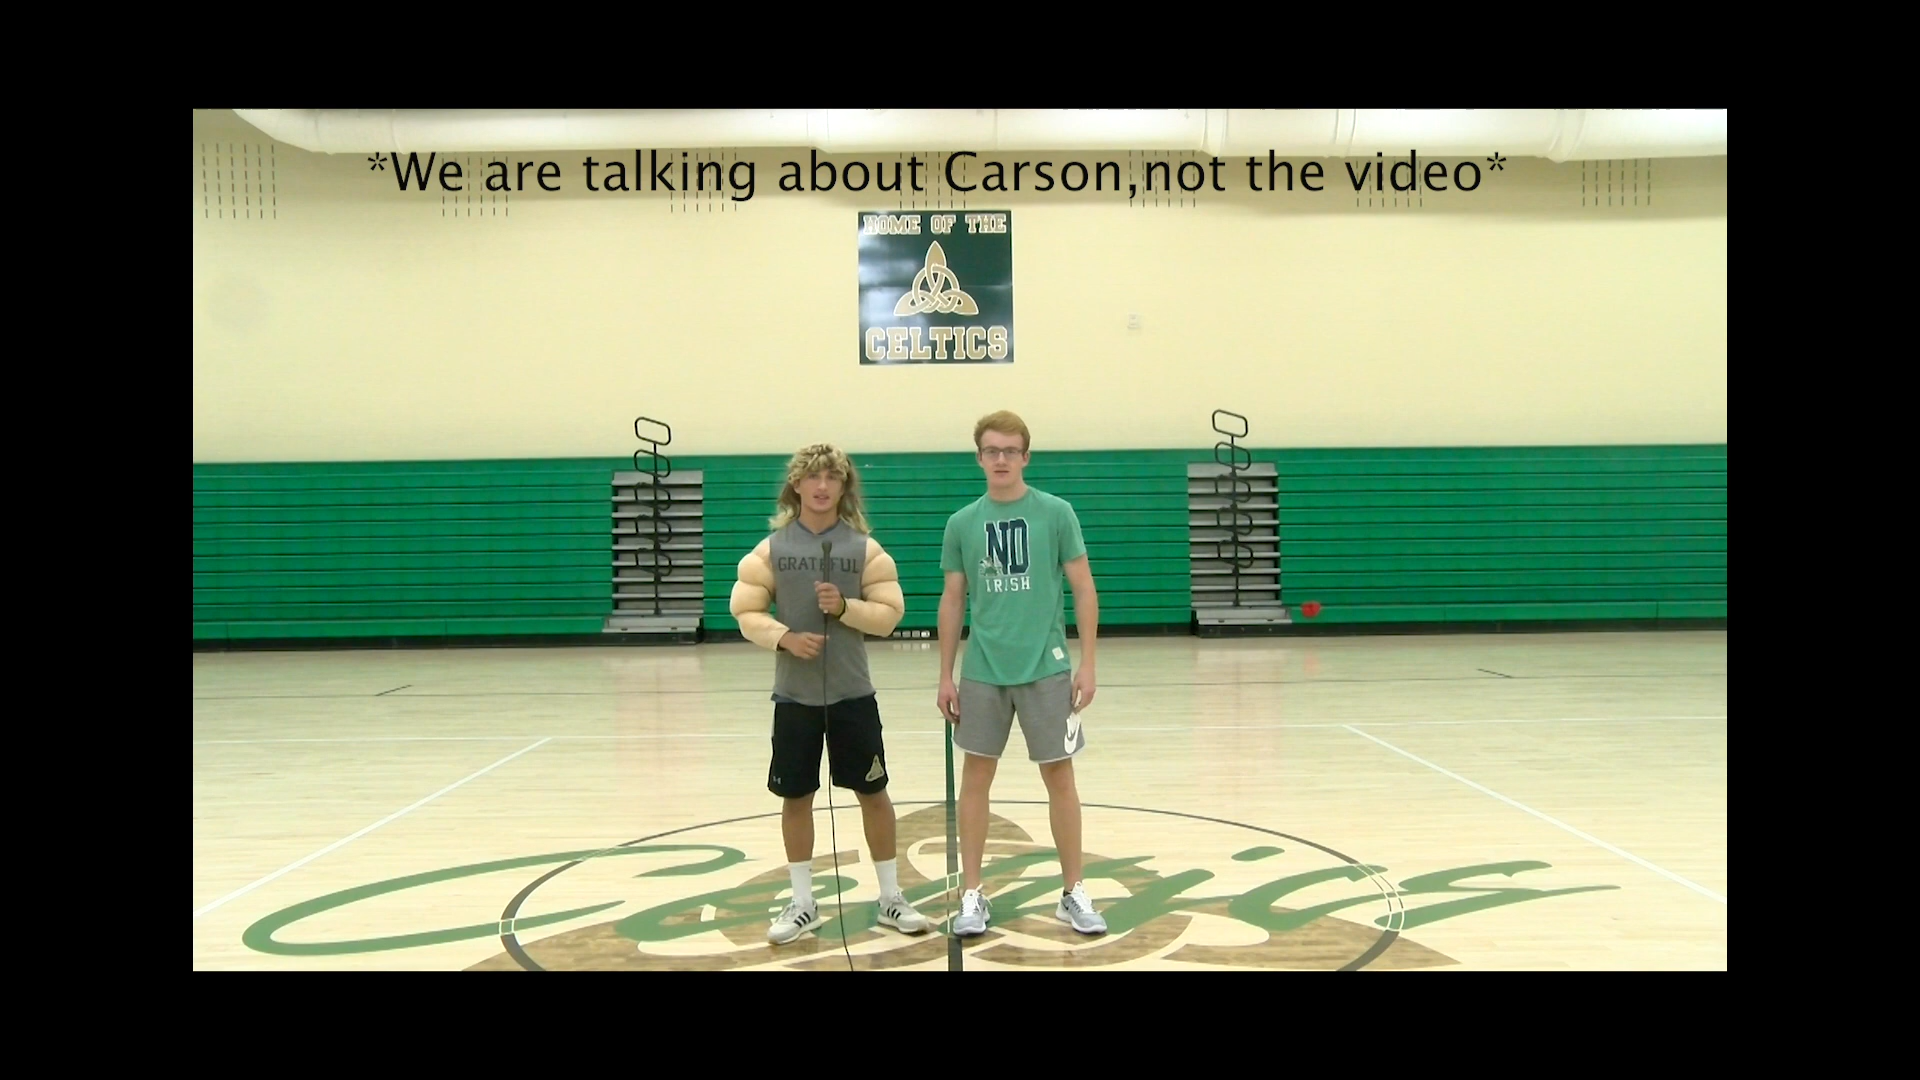 *We are talking about Carson,not the video*
HOME OF THE
CELTICS
GRATEFUL
ND
IRISH
Celtics